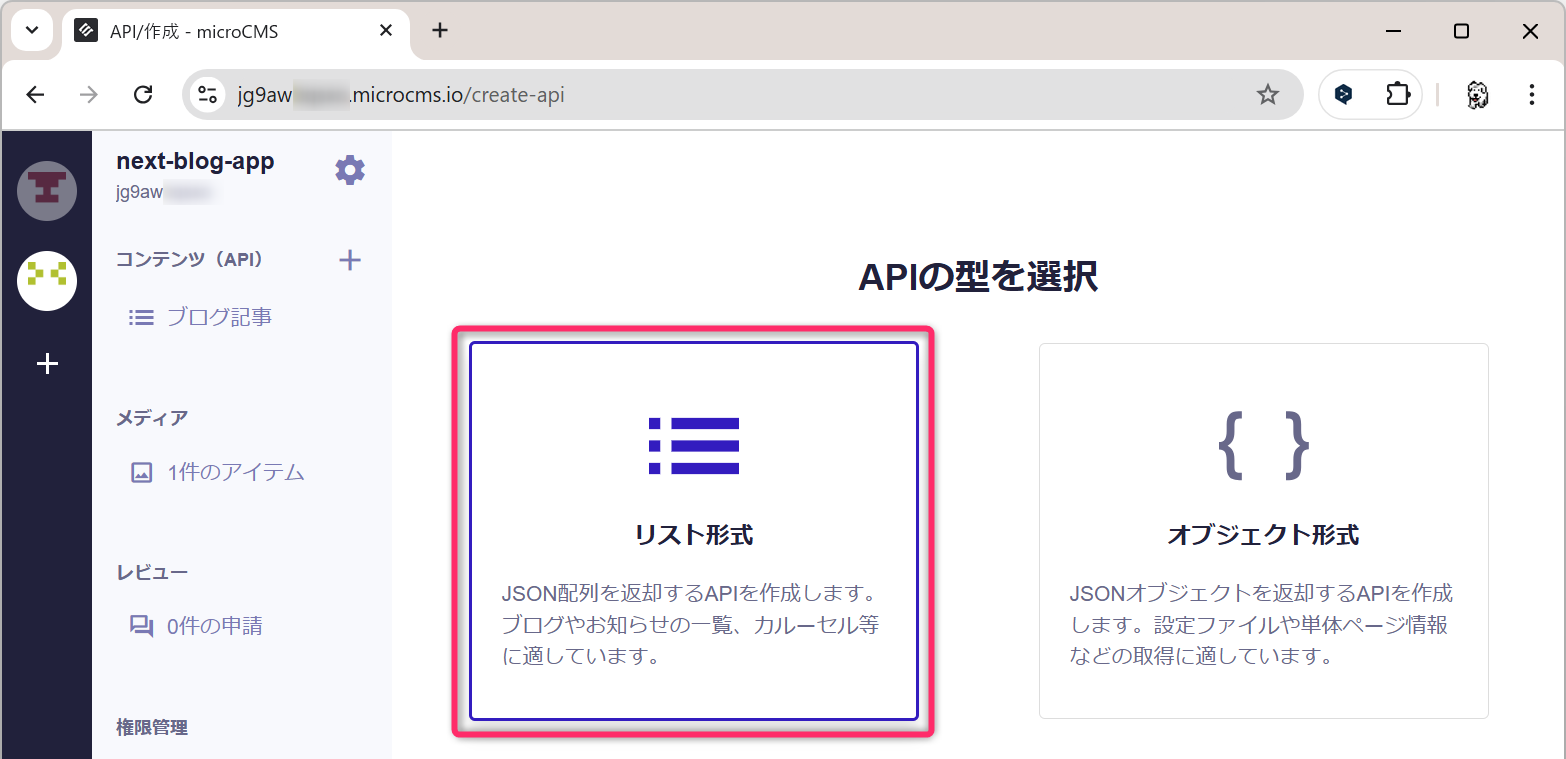 API/作成 - microCMS
jg9aw .microcms.io/create-api
next-blog-app
jg9aw
コンテンツ（API）
ブログ記事
メディア
1件のアイテム
レビュー
0件の申請
権限管理
APIの型を選択
リスト形式
JSON配列を返却するAPIを作成します。
ブログやお知らせの一覧、カルーセル等
に適しています。
{ }
オブジェクト形式
JSONオブジェクトを返却するAPIを作成
します。設定ファイルや単体ページ情報
などの取得に適しています。